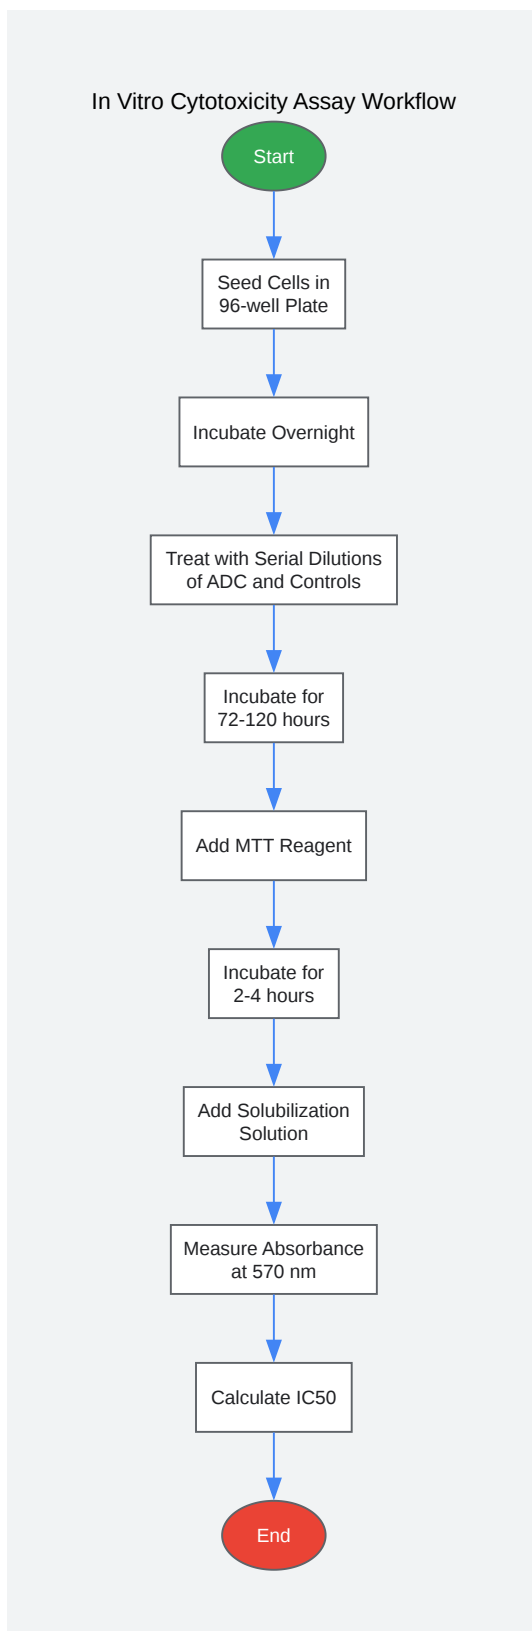 In Vitro Cytotoxicity Assay Workflow
Start
Seed Cells in
96-well Plate
Incubate Overnight
Treat with Serial Dilutions
of ADC and Controls
Incubate for
72-120 hours
Add MTT Reagent
Incubate for
2-4 hours
Add Solubilization
Solution
Measure Absorbance
at 570 nm
Calculate IC50
End